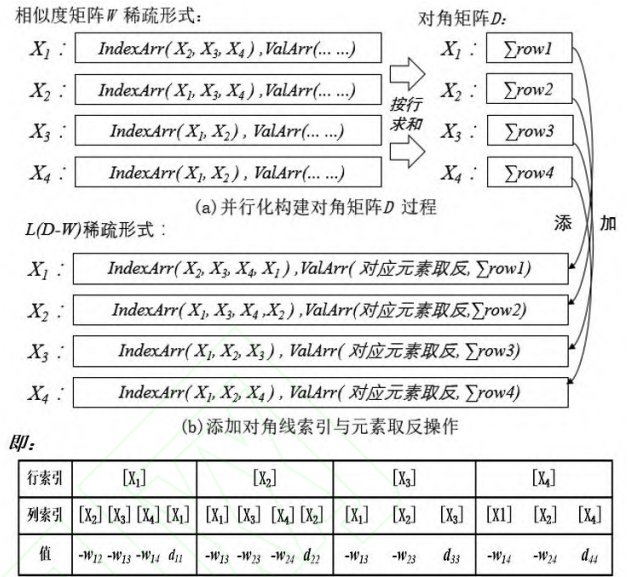 相似度矩阵W 稀疏形式: 对角矩阵D:
X1 : IndexArr( X2, X3, X4 ) ,ValArr(... ...) X1 : ∑row1
X2 : IndexArr( X1, X3, X4 ) ,ValArr(... ...) X2 : ∑row2
按行
求和
X3 : IndexArr( X1, X2 ) , ValArr(... ...) X3 : ∑row3
X4 : IndexArr( X1, X2 ) , ValArr(... ...) X4 : ∑row4
(a)并行化构建对角矩阵D 过程
添 加
L(D-W)稀疏形式 :
X1 : IndexArr( X2, X3, X4, X1 ) ,ValArr( 对应元素取反, ∑row1)
X2 : IndexArr( X1, X3, X4 ,X2 ) , ValArr(对应元素取反,∑row2)
X3 : IndexArr( X1, X2, X3 ) , ValArr( 对应元素取反, ∑row3)
X4 : IndexArr( X1, X2, X4 ) , ValArr( 对应元素取反, ∑row4)
(b)添加对角线索引与元素取反操作
即:
行索引 [X1] [X2] [X3] [X4]
列索引 [X2] [X3] [X4] [X1] [X1] [X3] [X4] [X2] [X1] [X2] [X3] [X1] [X2] [X4]
值 -w12 -w13 -w14 d11 -w13 -w23 -w24 d22 -w13 -w23 d33 -w14 -w24 d44